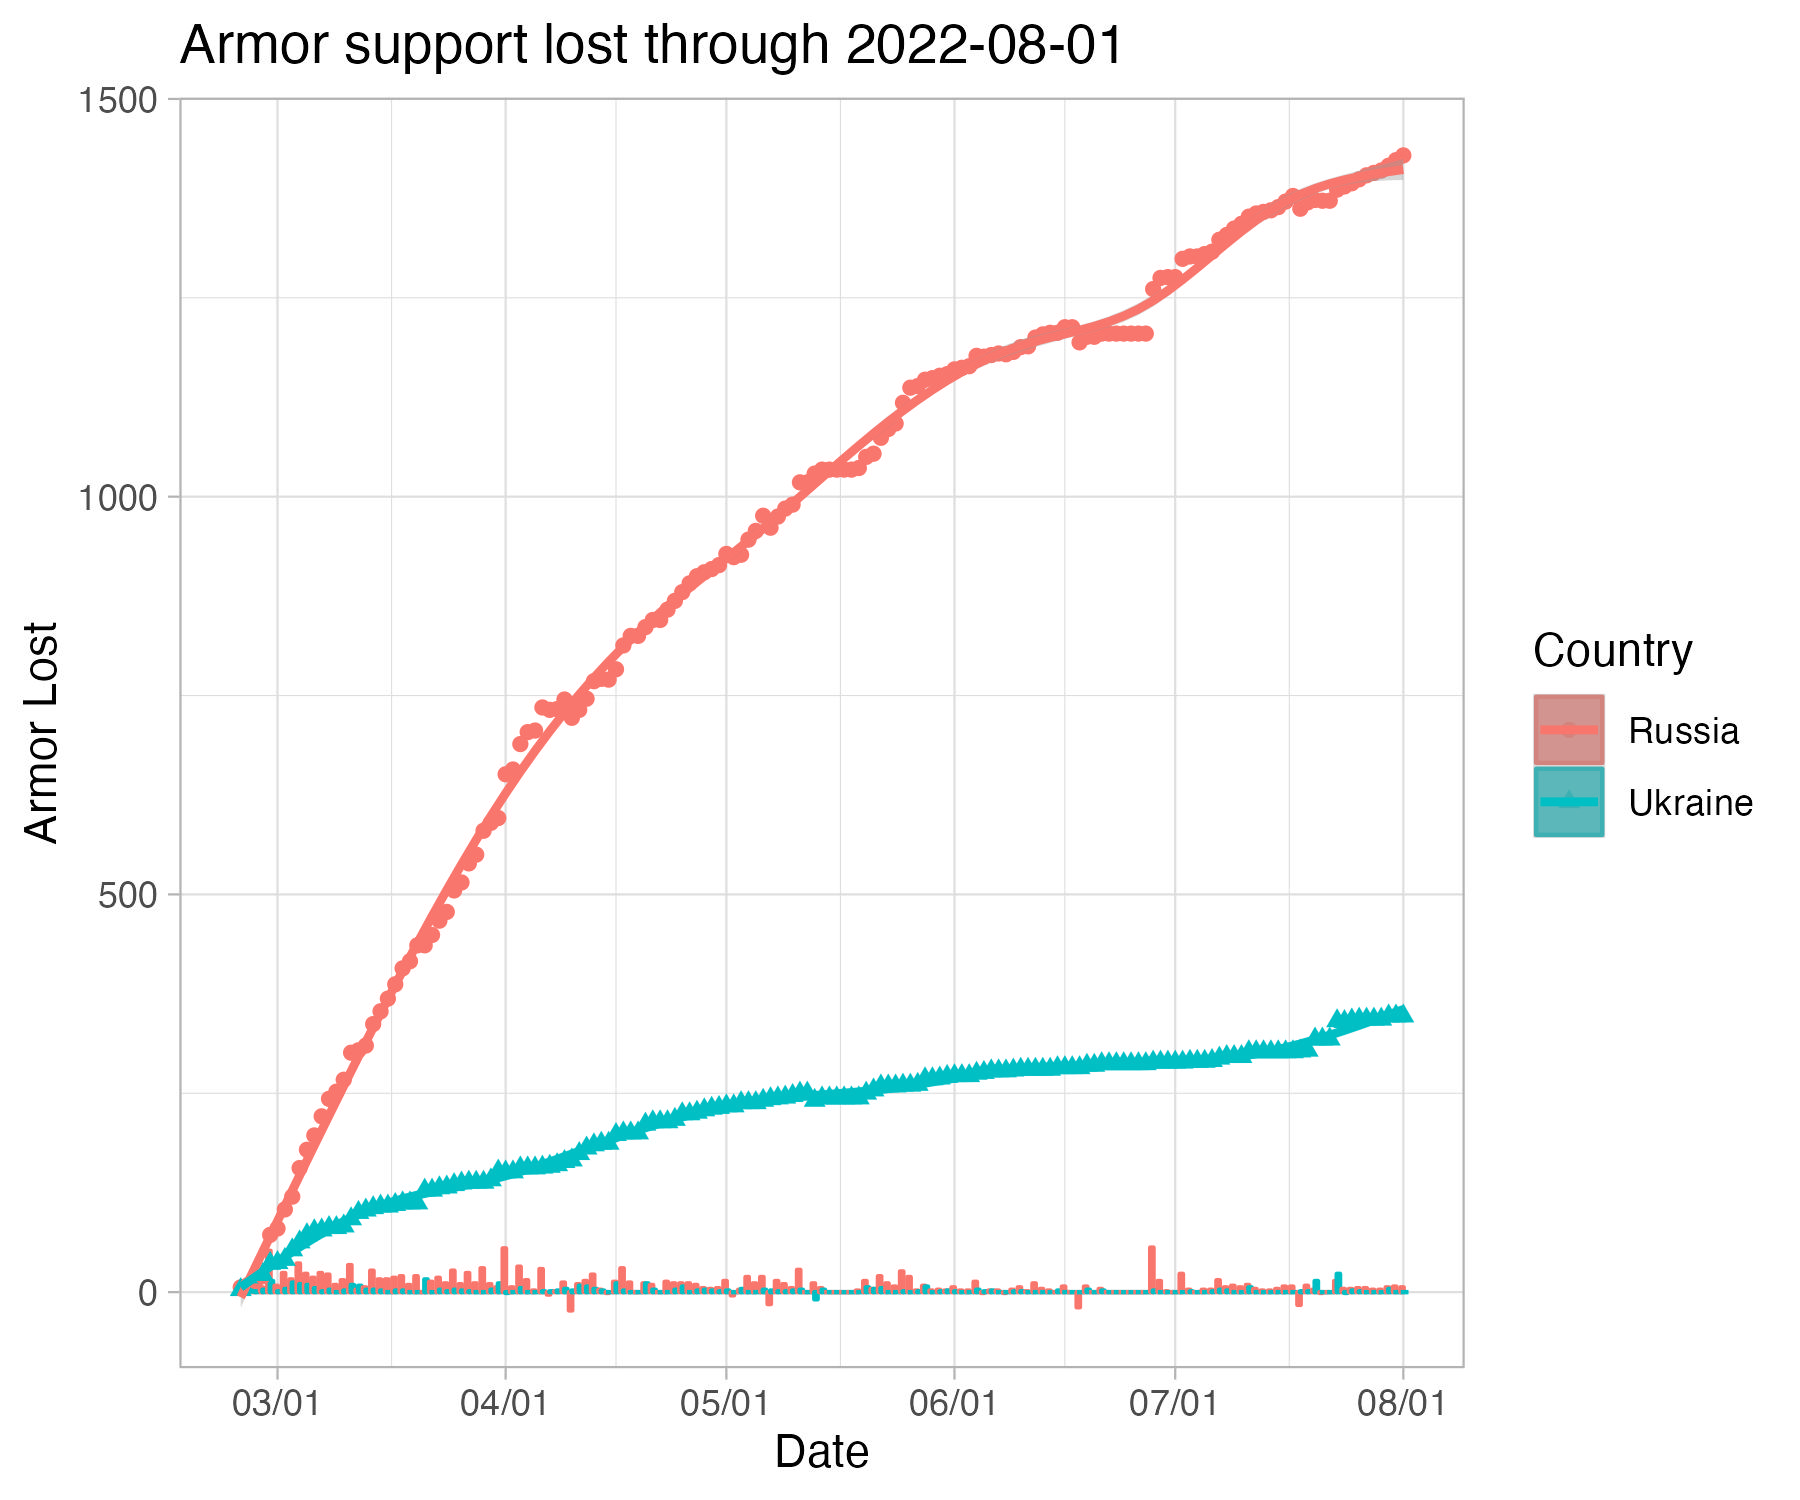 Armor support lost through 2022-08-01
1500
1000
500
0
Armor Lost
03/01 04/01 05/01 06/01 07/01 08/01
Date
Country
Russia
Ukraine